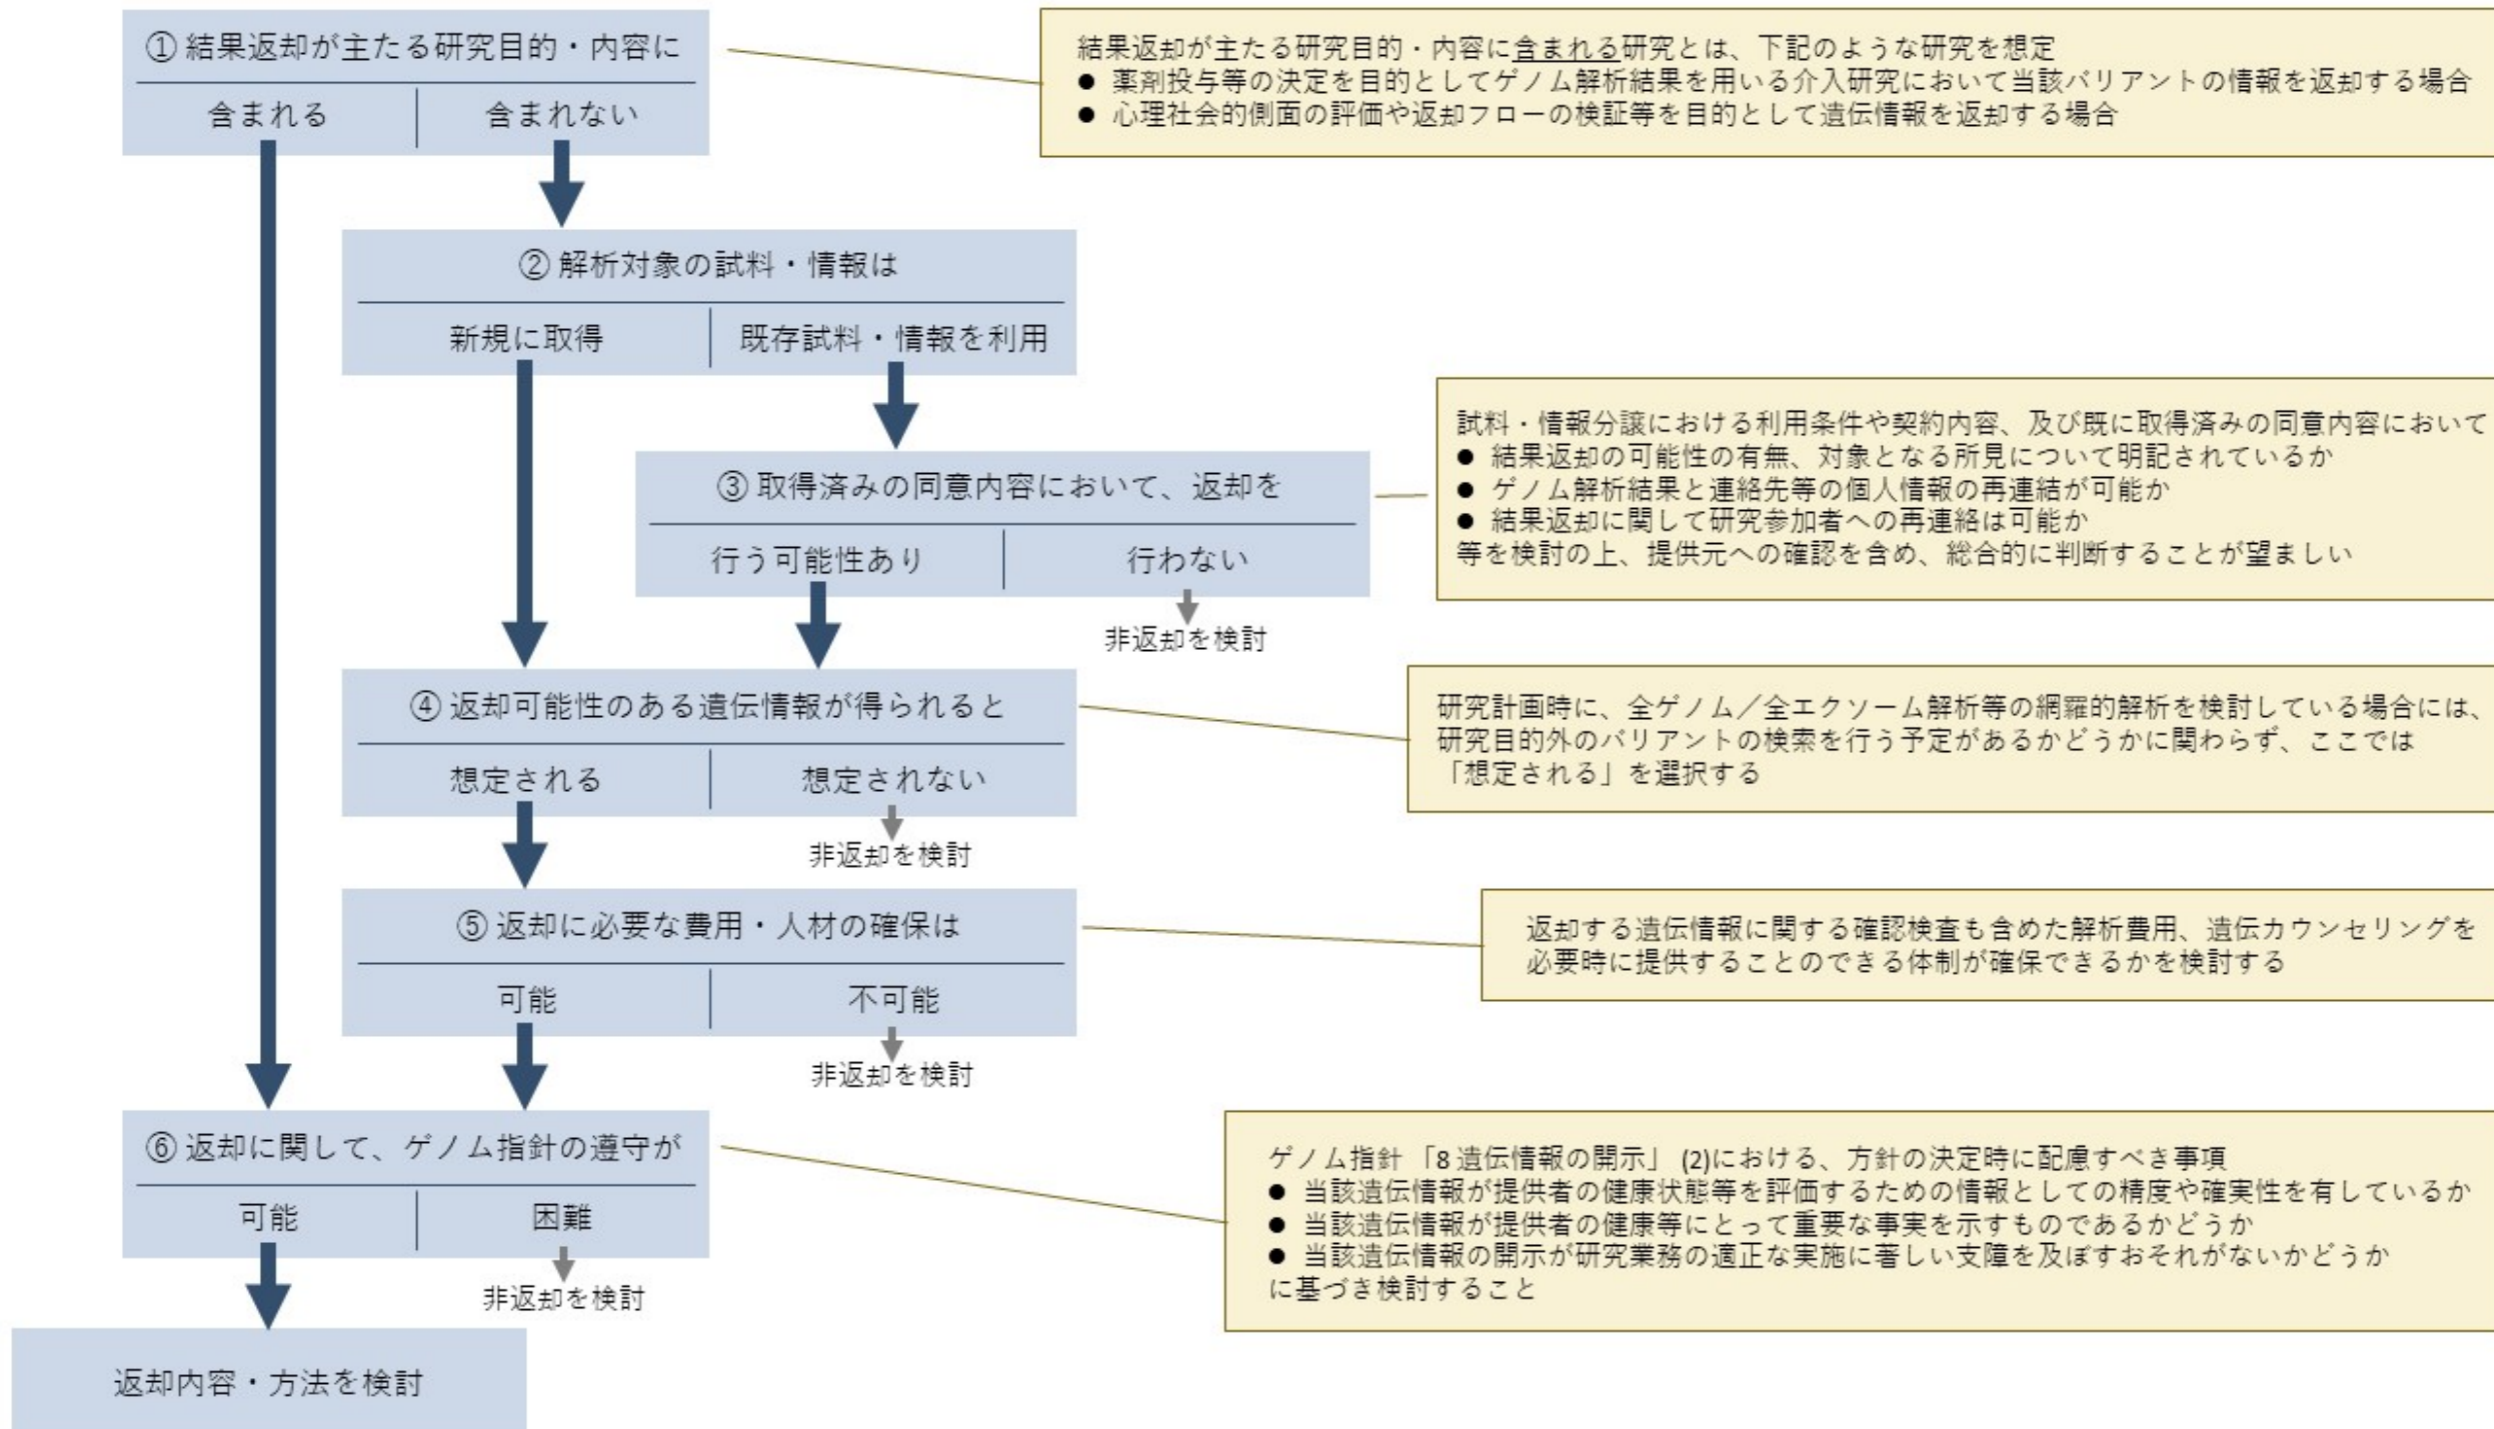 ① 結果返却が主たる研究目的・内容に
含まれる
含まれない
結果返却が主たる研究目的・内容に含まれる研究とは、下記のような研究を想定
● 薬剤投与等の決定を目的としてゲノム解析結果を用いる介入研究において当該バリアントの情報を返却する場合
● 心理社会的側面の評価や返却フローの検証等を目的として遺伝情報を返却する場合
② 解析対象の試料・情報は
新規に取得
既存試料・情報を利用
③ 取得済みの同意内容において、返却を
行う可能性あり
行わない
非返却を検討
試料・情報分譲における利用条件や契約内容、及び既に取得済みの同意内容において
● 結果返却の可能性の有無、対象となる所見について明記されているか
● ゲノム解析結果と連絡先等の個人情報の再連結が可能か
● 結果返却に関して研究参加者への再連絡は可能か
等を検討の上、提供元への確認を含め、総合的に判断することが望ましい
④ 返却可能性のある遺伝情報が得られると
想定される
想定されない
非返却を検討
研究計画時に、全ゲノム／全エクソーム解析等の網羅的解析を検討している場合には、
研究目的外のバリアントの検索を行う予定があるかどうかに関わらず、ここでは
「想定される」を選択する
⑤ 返却に必要な費用・人材の確保は
可能
不可能
非返却を検討
返却する遺伝情報に関する確認検査も含めた解析費用、遺伝カウンセリングを
必要時に提供することのできる体制が確保できるかを検討する
⑥ 返却に関して、ゲノム指針の遵守が
可能
困難
非返却を検討
ゲノム指針 「8 遺伝情報の開示」 (2)における、方針の決定時に配慮すべき事項
● 当該遺伝情報が提供者の健康状態等を評価するための情報としての精度や確実性を有しているか
● 当該遺伝情報が提供者の健康等にとって重要な事実を示すものであるかどうか
● 当該遺伝情報の開示が研究業務の適正な実施に著しい支障を及ぼすおそれがないかどうか
に基づき検討すること
返却内容・方法を検討